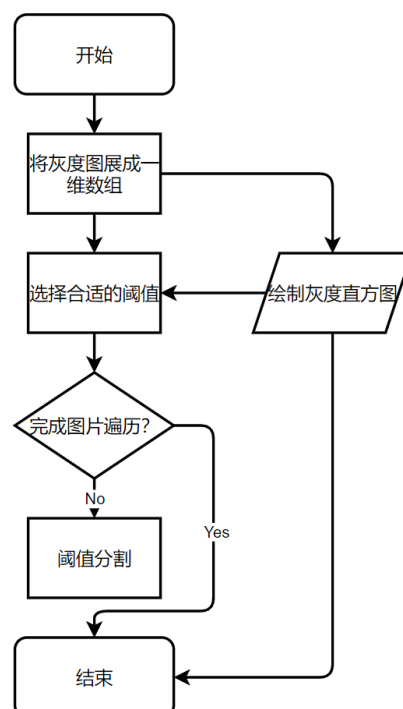 开始
将灰度图展成一
维数组
选择合适的阈值
绘制灰度直方图
完成图片遍历？
No
Yes
阈值分割
结束